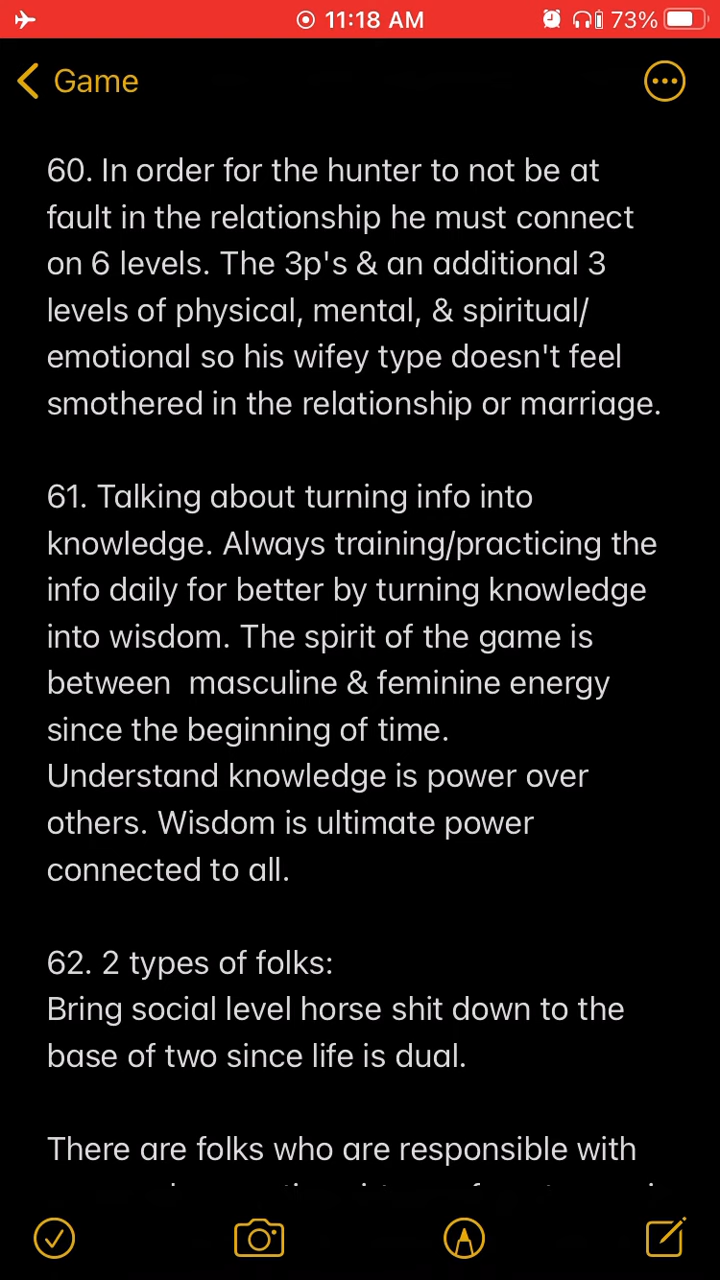 11:18 AM
73%
Game
60. In order for the hunter to not be at
fault in the relationship he must connect
on 6 levels. The 3p's & an additional 3
levels of physical, mental, & spiritual/
emotional so his wifey type doesn't feel
smothered in the relationship or marriage.
61. Talking about turning info into
knowledge. Always training/practicing the
info daily for better by turning knowledge
into wisdom. The spirit of the game is
between  masculine & feminine energy
since the beginning of time.
Understand knowledge is power over
others. Wisdom is ultimate power
connected to all.
62. 2 types of folks:
Bring social level horse shit down to the
base of two since life is dual.
There are folks who are responsible with